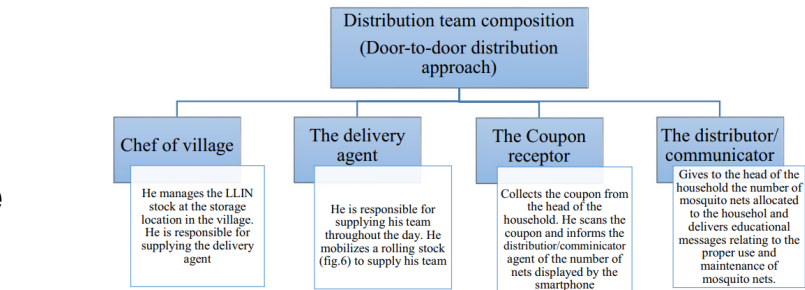 Distribution team composition
(Door-to-door distribution
approach)
Chef of village
He manages the LLIN
stock at the storage
location in the village.
He is responsible for
supplying the delivery
agent
The delivery
agent
He is responsible for
supplying his team
throughout the day. He
mobilizes a rolling stock
(fig.6) to supply his team
The Coupon
receptor
Collects the coupon from
the head of the
household. He scans the
coupon and informs the
distributior/comminicator
agent of the number of
nets displayed by the
smartphone
The distributor/
communicator
Gives to the head of the
household the number of
mosquito nets allocated
to the househol and
delivers educational
messages relating to the
proper use and
maintenance of
mosquito nets.
e